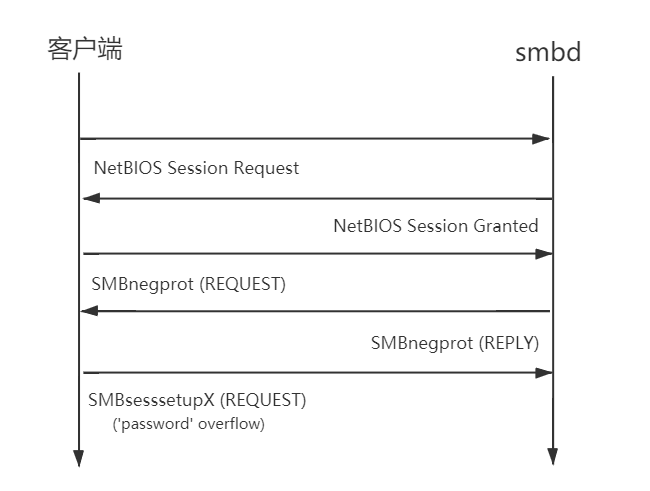 客户端
smbd
NetBIOS Session Request
NetBIOS Session Granted
SMBnegprot (REQUEST)
SMBnegprot (REPLY)
SMBsesssetupX (REQUEST)
('password' overflow)